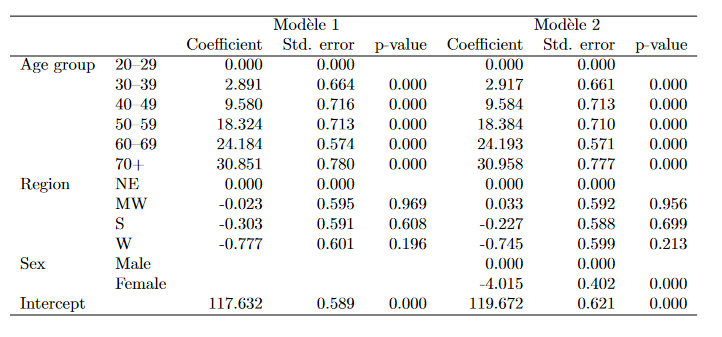 Modèle 1 Modèle 2
Coefficient Std. error p-value Coefficient Std. error p-value
Age group 20–29 0.000 0.000 0.000 0.000
30–39 2.891 0.664 0.000 2.917 0.661 0.000
40–49 9.580 0.716 0.000 9.584 0.713 0.000
50–59 18.324 0.713 0.000 18.384 0.710 0.000
60–69 24.184 0.574 0.000 24.193 0.571 0.000
70+ 30.851 0.780 0.000 30.958 0.777 0.000
Region NE 0.000 0.000 0.000 0.000
MW -0.023 0.595 0.969 0.033 0.592 0.956
S -0.303 0.591 0.608 -0.227 0.588 0.699
W -0.777 0.601 0.196 -0.745 0.599 0.213
Sex Male 0.000 0.000
Female -4.015 0.402 0.000
Intercept 117.632 0.589 0.000 119.672 0.621 0.000